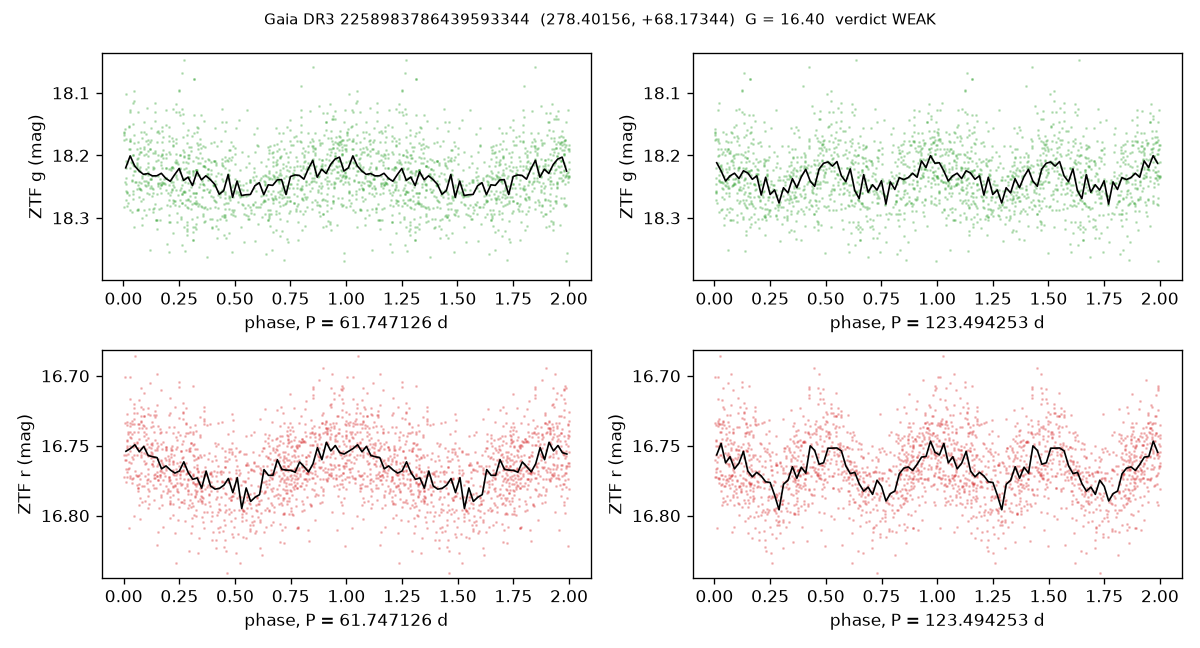 Gaia DR3 2258983786439593344 (278.40156, +68.17344) G = 16.40 verdict WEAK
ZTF g (mag)
18.1
18.2
18.3
0.00 0.25 0.50 0.75 1.00 1.25 1.50 1.75 2.00
phase, P = 61.747126 d
ZTF g (mag)
18.1
18.2
18.3
0.00 0.25 0.50 0.75 1.00 1.25 1.50 1.75 2.00
phase, P = 123.494253 d
ZTF r (mag)
16.70
16.75
16.80
0.00 0.25 0.50 0.75 1.00 1.25 1.50 1.75 2.00
phase, P = 61.747126 d
ZTF r (mag)
16.70
16.75
16.80
0.00 0.25 0.50 0.75 1.00 1.25 1.50 1.75 2.00
phase, P = 123.494253 d